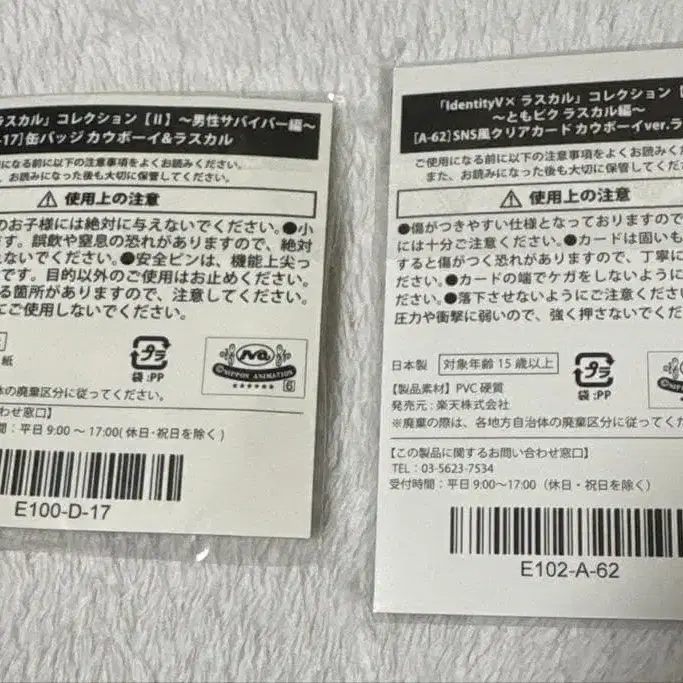 ラスカル」コレクション【Ⅱ】〜男性サバイバー編〜
-17]缶バッジ カウボーイ&ラスカル
になる前に以下の注意事項をよくお読みください。
、お読みになった後も大切に保管してください。
⚠ 使用上の注意
のお子様には絶対に与えないでください。●小
す。誤飲や窒息の恐れがありますので、絶対
えないでください。●安全ピンは、機能上尖っ
です。目的以外のご使用はお止めください。
る箇所がありますので、注意してください。
にご使用しないでください。
紙
プラ
袋:PP
NA
©NIPPON ANIMATION
6
体の廃棄区分に従ってください。
わせ窓口】
間:平日9:00〜17:00(休日・祝日を除く)
E100-D-17
「IdentityV× ラスカル」コレクション【
〜ともピク ラスカル編〜
[A-62]SNS風クリアカード カウボーイver.ラ
ご使用になる前に以下の注意事項をよくお読みくだ
また、お読みになった後も大切に保管してくださ
⚠ 使用上の注意
●傷がつきやすい仕様となっておりますので
には十分ご注意ください。●カードは固いも
すると傷がつく恐れがありますので、丁寧に
ださい。●カードの端でケガをしないように
ださい。●落下させないようにご注意くださ
圧力や衝撃に弱いので、強く押さないでくだ
日本製 対象年齢15歳以上
【製品素材】PVC硬質
発売元:楽天株式会社
プラ
袋:PP
©NIPPON
※廃棄の際は、各地方自治体の廃棄区分に従ってくだ
【この製品に関するお問い合わせ窓口】
TEL:03-5623-7534
受付時間:平日9:00〜17:00(休日・祝日を除く)
E102-A-62